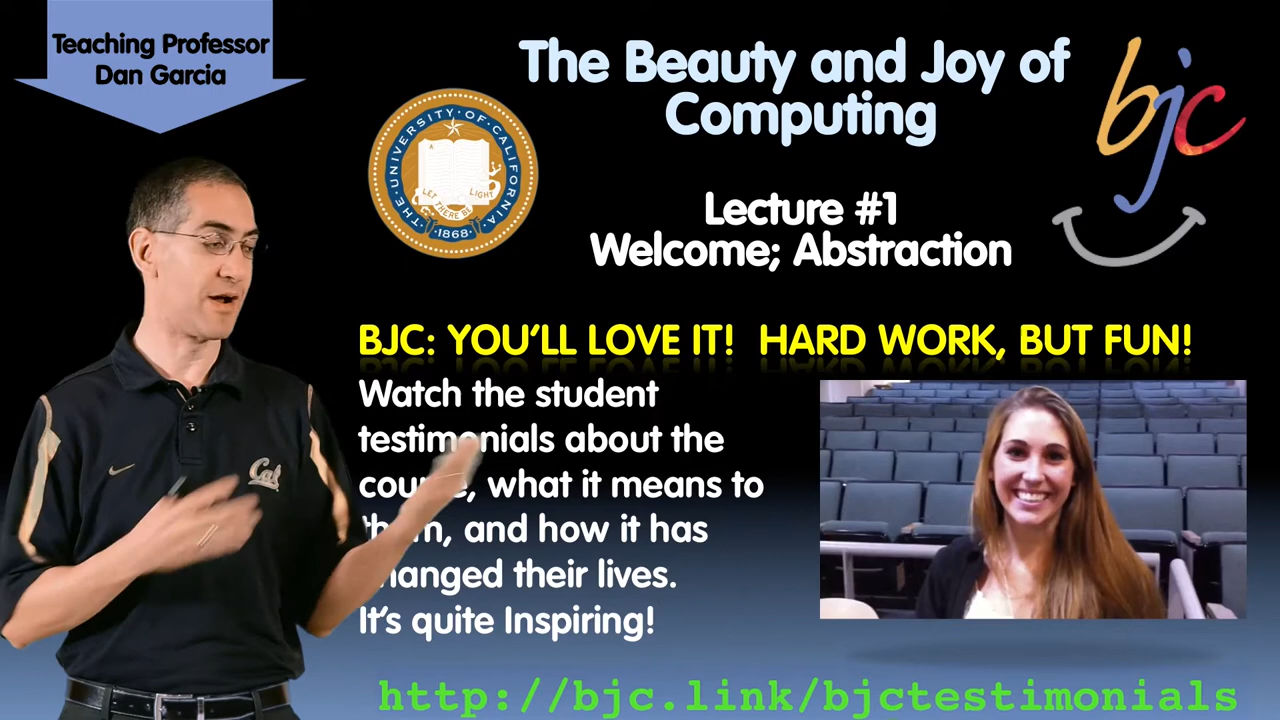 Teaching Professor
Dan Garcia
The Beauty and Joy of
Computing
bjc
THE · UNIVERSITY · OF · CALIFORNIA
A
LET THERE BE LIGHT
· 1868 ·
Lecture #1
Welcome; Abstraction
BJC: YOU'LL LOVE IT! HARD WORK, BUT FUN!
Watch the student
testimonials about the
course, what it means to
them, and how it has
changed their lives.
It's quite Inspiring!
Cal
http://bjc.link/bjctestimonials